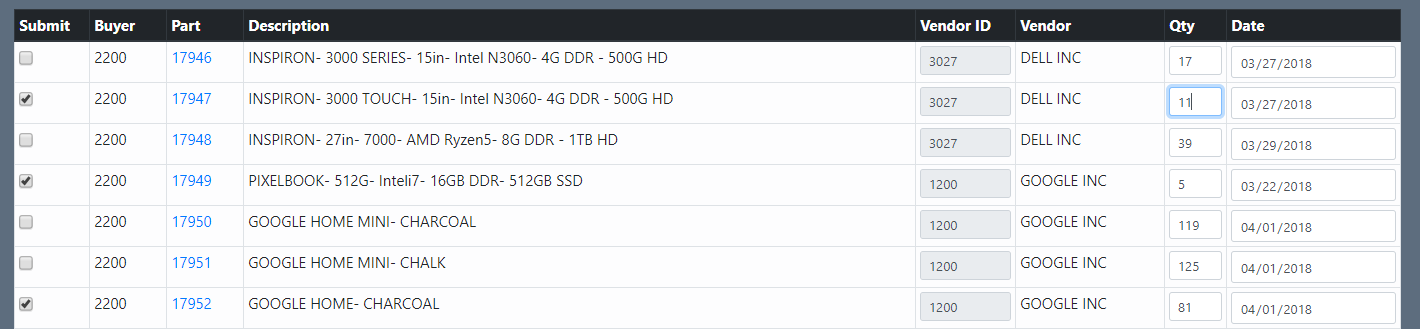 Submit Buyer Part Description Vendor ID Vendor Qty Date
2200 17946 INSPIRON- 3000 SERIES- 15in- Intel N3060- 4G DDR - 500G HD 3027 DELL INC 17 03/27/2018
2200 17947 INSPIRON- 3000 TOUCH- 15in- Intel N3060- 4G DDR - 500G HD 3027 DELL INC 11 03/27/2018
2200 17948 INSPIRON- 27in- 7000- AMD Ryzen5- 8G DDR - 1TB HD 3027 DELL INC 39 03/29/2018
2200 17949 PIXELBOOK- 512G- Inteli7- 16GB DDR- 512GB SSD 1200 GOOGLE INC 5 03/22/2018
2200 17950 GOOGLE HOME MINI- CHARCOAL 1200 GOOGLE INC 119 04/01/2018
2200 17951 GOOGLE HOME MINI- CHALK 1200 GOOGLE INC 125 04/01/2018
2200 17952 GOOGLE HOME- CHARCOAL 1200 GOOGLE INC 81 04/01/2018